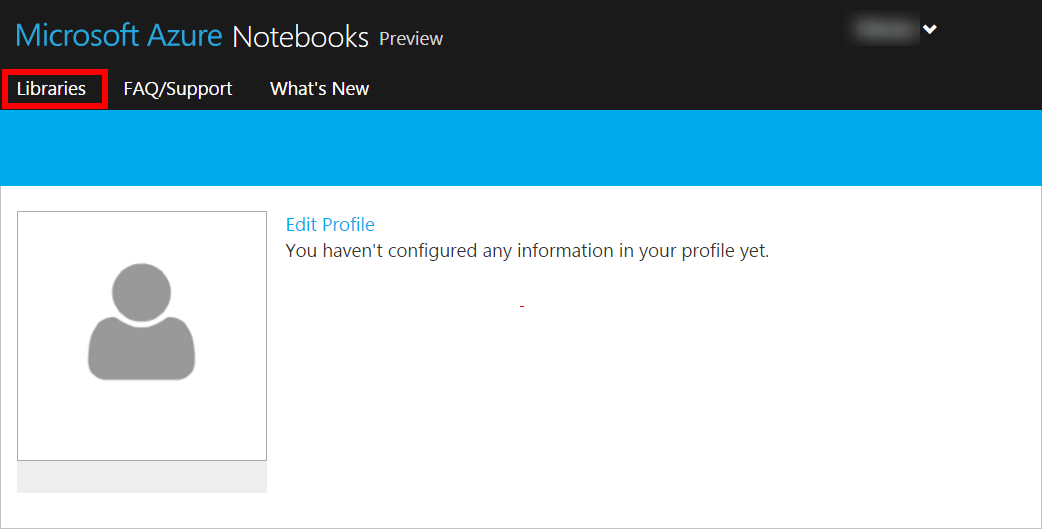 Microsoft Azure Notebooks Preview
Libraries FAQ/Support What's New
Edit Profile
You haven't configured any information in your profile yet.
-